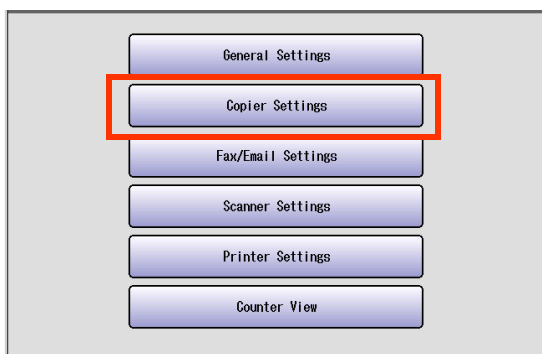 General Settings
Copier Settings
Fax/Email Settings
Scanner Settings
Printer Settings
Counter View